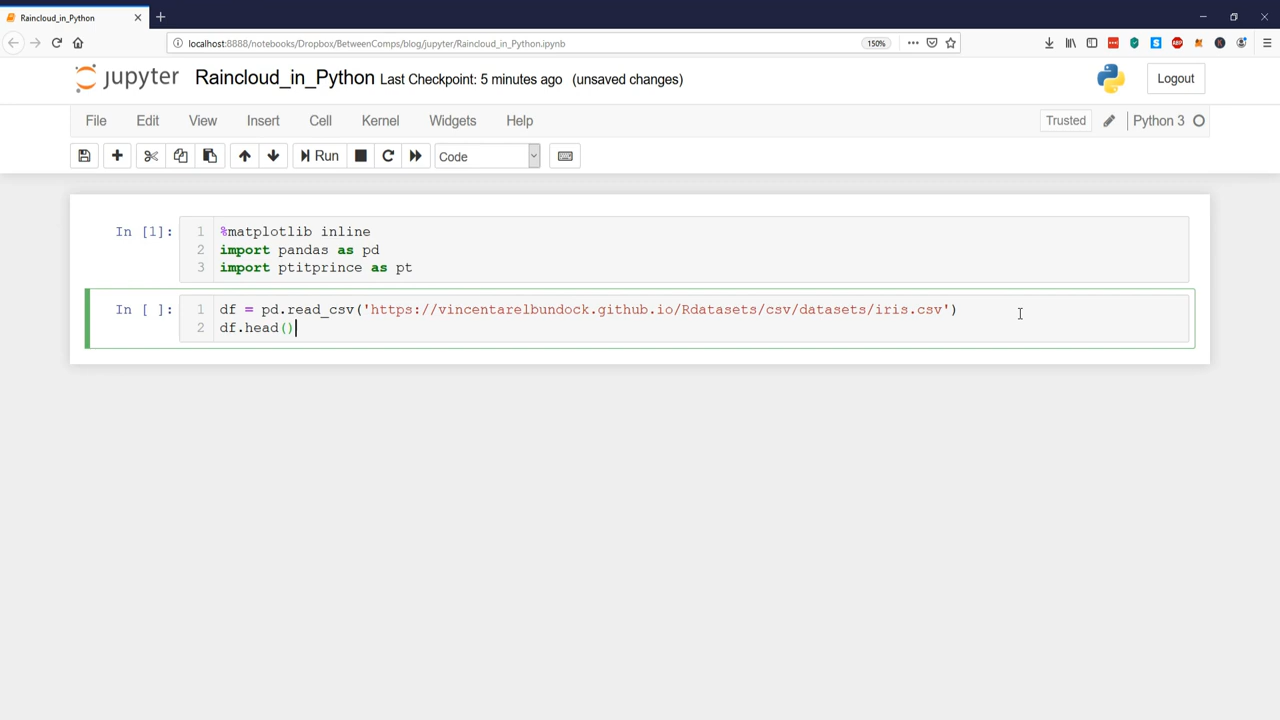 Raincloud_in_Python
localhost:8888/notebooks/Dropbox/BetweenComps/blog/jupyter/Raincloud_in_Python.ipynb
150%
jupyter Raincloud_in_Python Last Checkpoint: 5 minutes ago (unsaved changes)
Logout
File Edit View Insert Cell Kernel Widgets Help
Trusted Python 3
Run Code
In [1]: 1 %matplotlib inline
2 import pandas as pd
3 import ptitprince as pt
In [ ]: 1 df = pd.read_csv('https://vincentarelbundock.github.io/Rdatasets/csv/datasets/iris.csv')
2 df.head()